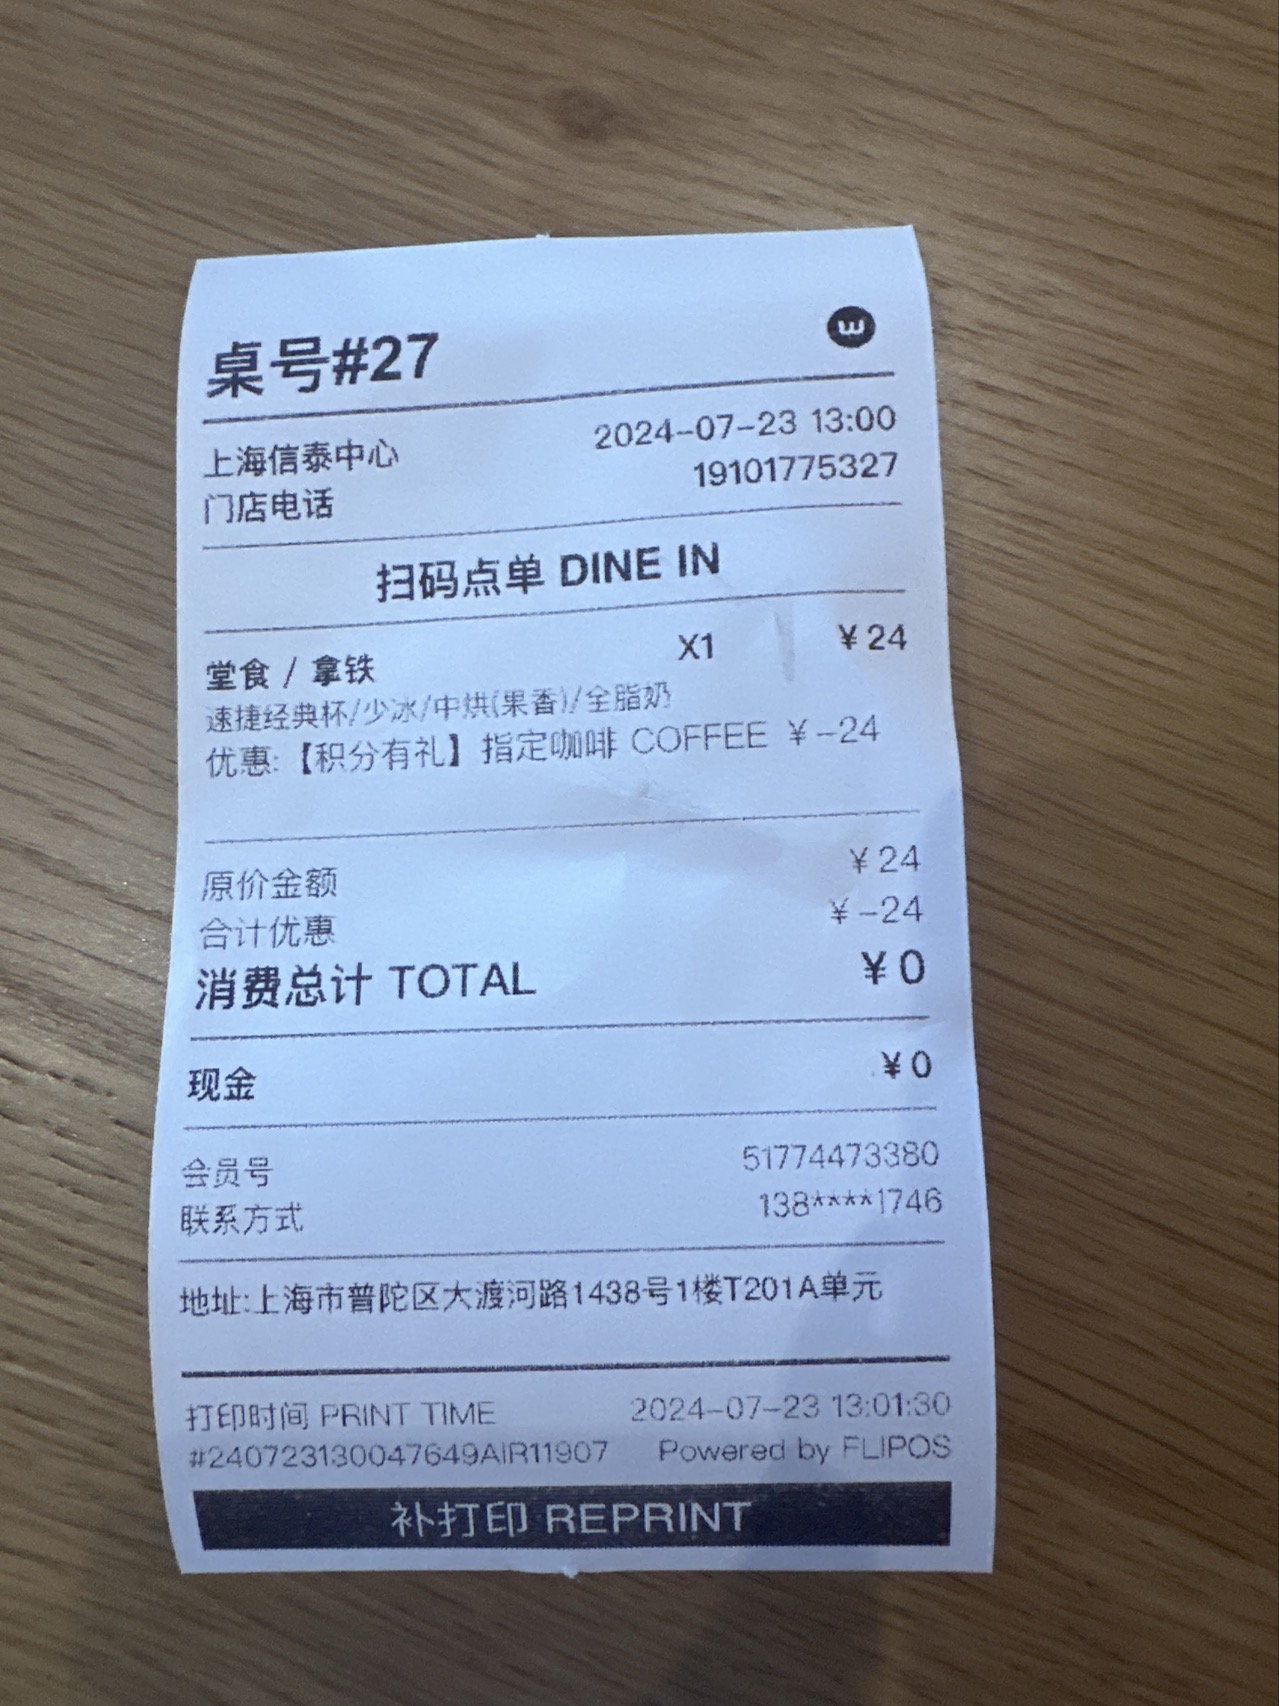 桌号#27
上海信泰中心 2024-07-23 13:00
门店电话 19101775327
扫码点单 DINE IN
堂食 / 拿铁 X1 ¥24
速捷经典杯/少冰/中烘(果香)/全脂奶
优惠:【积分有礼】指定咖啡 COFFEE ¥-24
原价金额 ¥24
合计优惠 ¥-24
消费总计 TOTAL ¥0
现金 ¥0
会员号 51774473380
联系方式 138****1746
地址:上海市普陀区大渡河路1438号1楼T201A单元
打印时间 PRINT TIME 2024-07-23 13:01:30
#240723130047649AIR11907 Powered by FLIPOS
补打印 REPRINT